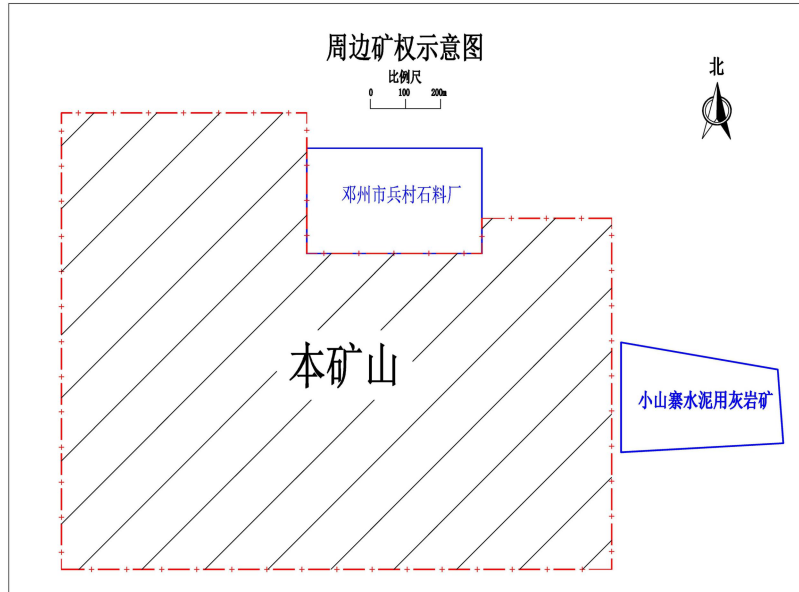 周边矿权示意图
比例尺
0 100 200m
北
邓州市兵村石料厂
本矿山
小山寨水泥用灰岩矿